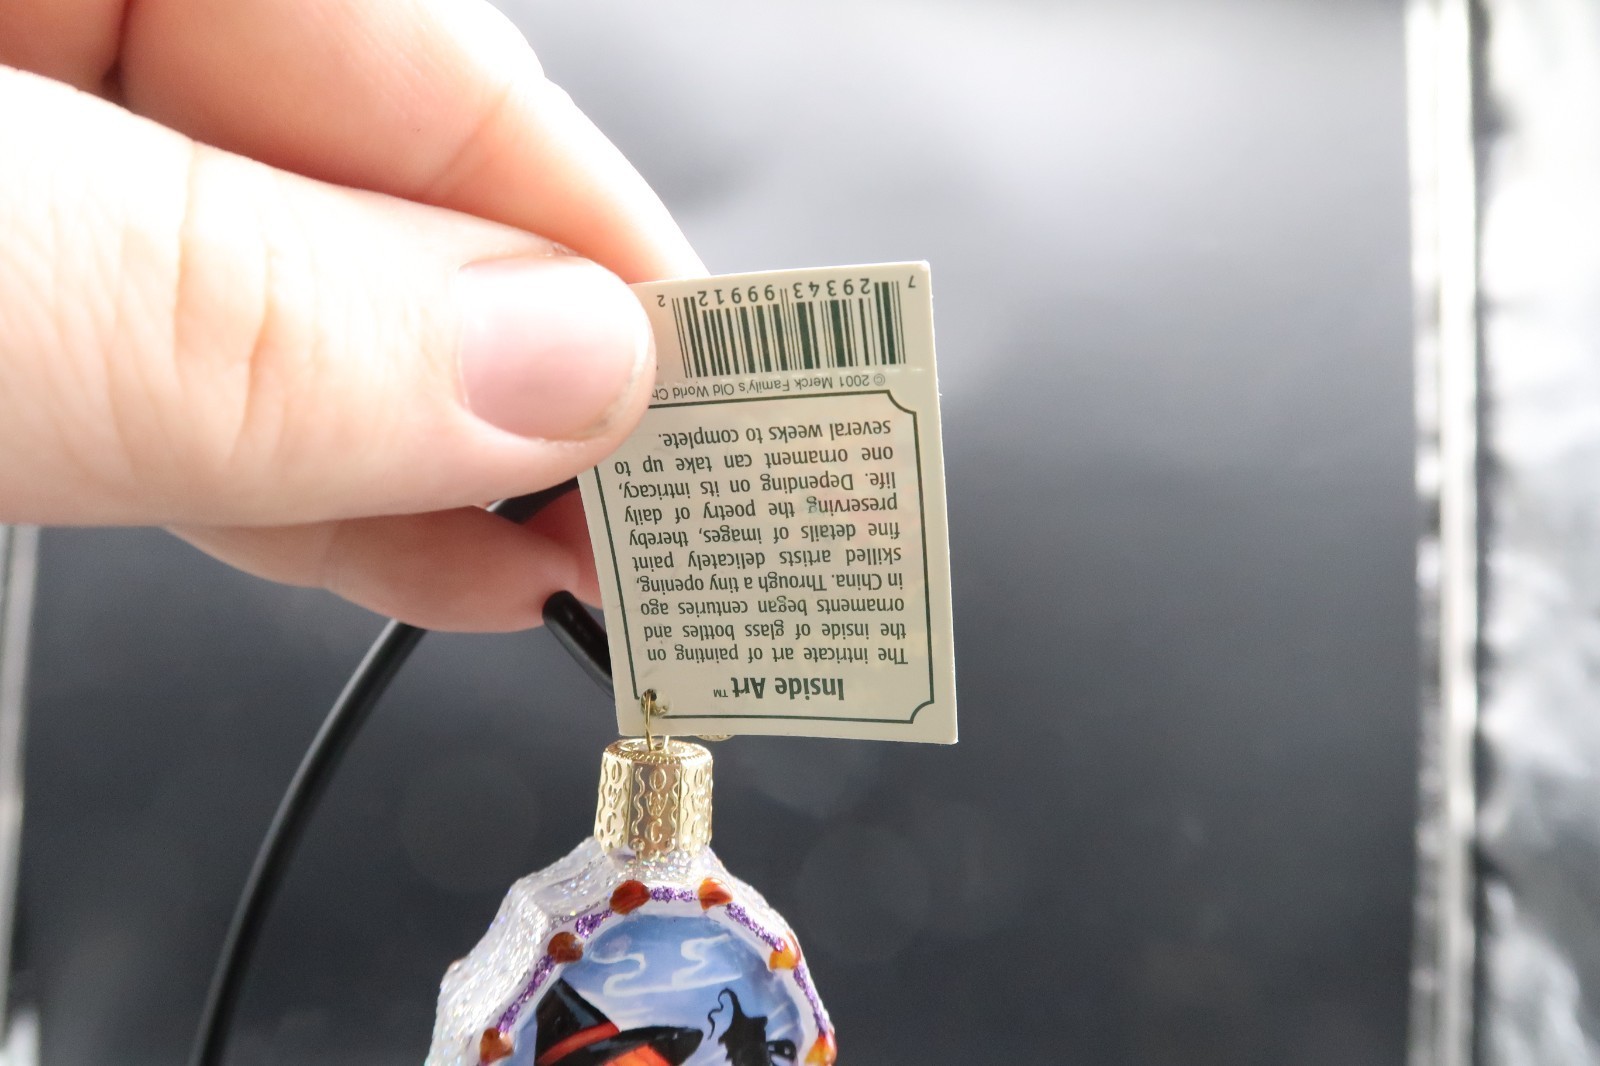 Inside Art™
The intricate art of painting on
the inside of glass bottles and
ornaments began centuries ago
in China. Through a tiny opening,
skilled artists delicately paint
fine details of images, thereby
preserving the poetry of daily
life. Depending on its intricacy,
one ornament can take up to
several weeks to complete.
© 2001 Merck Family's Old World Ch
7 29343 99912 2
OWC